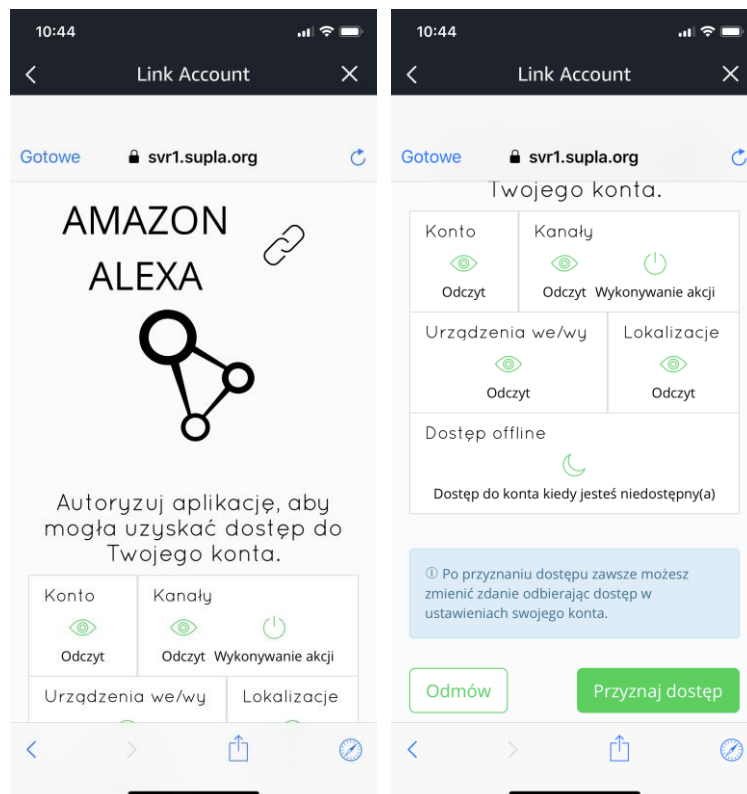 10:44
Link Account
Gotowe svr1.supla.org
AMAZON
ALEXA
Autoryzuj aplikację, aby
mogła uzyskać dostęp do
Twojego konta.
Konto Kanały
Odczyt Odczyt Wykonywanie akcji
Urządzenia we/wy Lokalizacje
10:44
Link Account
Gotowe svr1.supla.org
Twojego konta.
Konto Kanały
Odczyt Odczyt Wykonywanie akcji
Urządzenia we/wy Lokalizacje
Odczyt Odczyt
Dostęp offline
Dostęp do konta kiedy jesteś niedostępny(a)
Po przyznaniu dostępu zawsze możesz
zmienić zdanie odbierając dostęp w
ustawieniach swojego konta.
Odmów Przyznaj dostęp